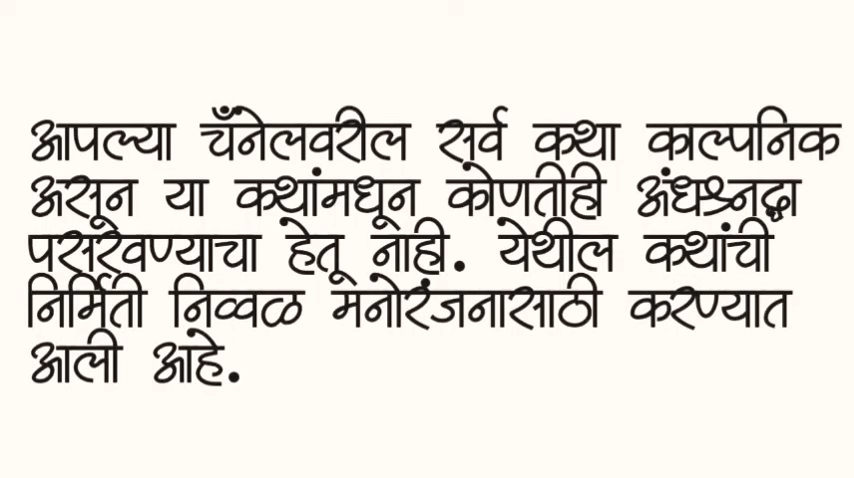 आपल्या चॅंनेलवरील सर्व कथा काल्पनिक
असून या कथांमधून कोणतीही अंधश्रद्धा
पसरवण्याचा हेतू नाही. येथील कथांची
निर्मिती निव्वळ मनोरंजनासाठी करण्यात
आली आहे.